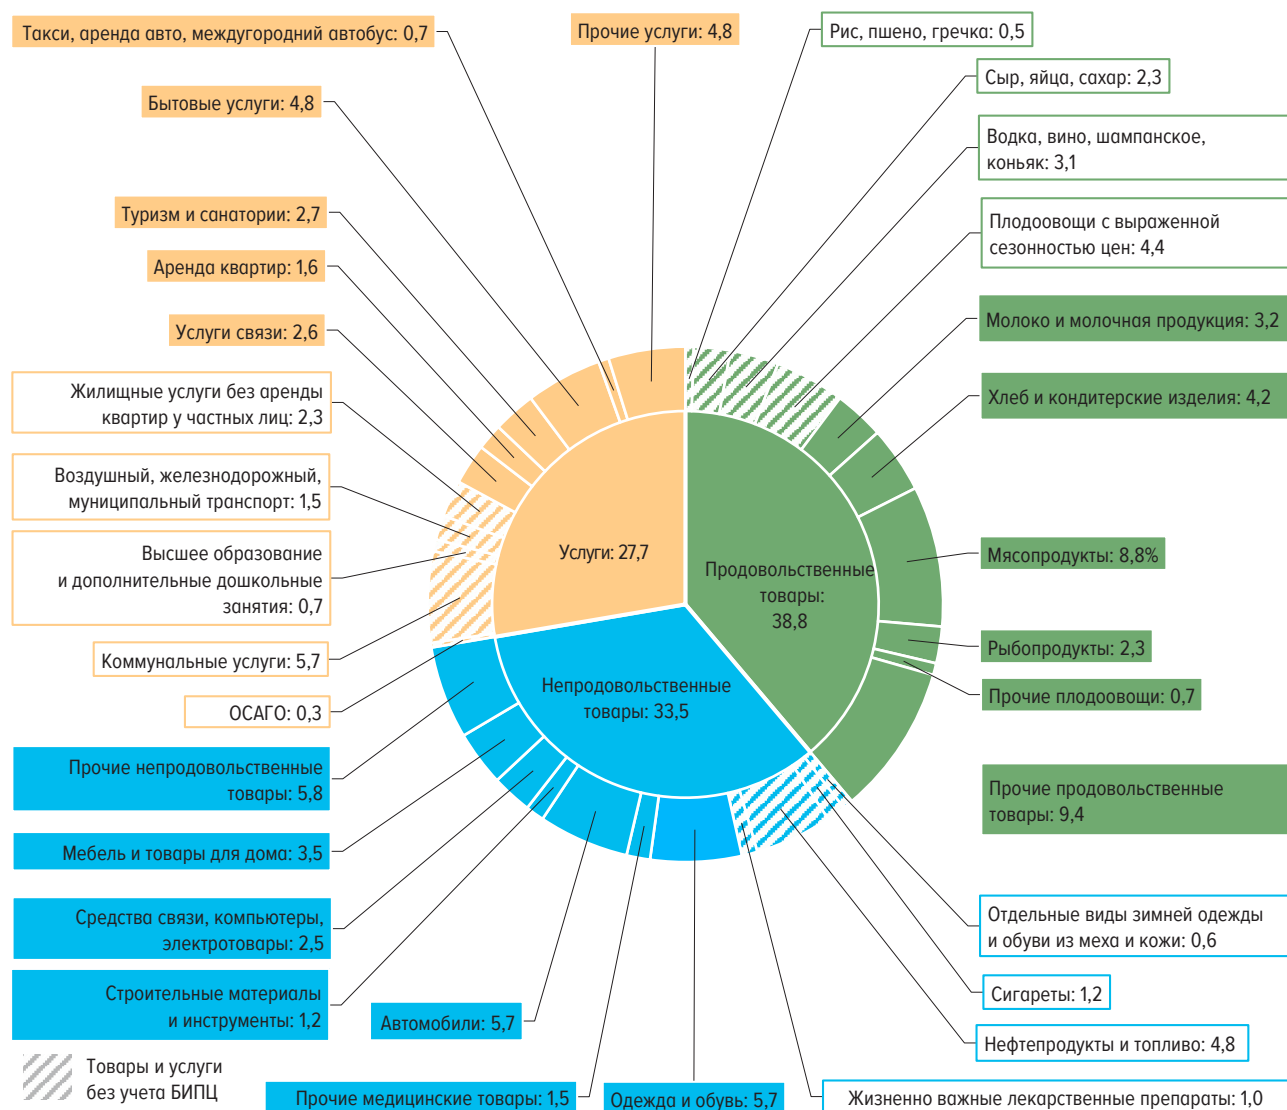 Такси, аренда авто, междугородний автобус: 0,7
Прочие услуги: 4,8
Рис, пшено, гречка: 0,5
Сыр, яйца, сахар: 2,3
Бытовые услуги: 4,8
Водка, вино, шампанское,
коньяк: 3,1
Туризм и санатории: 2,7
Плодоовощи с выраженной
сезонностью цен: 4,4
Аренда квартир: 1,6
Услуги связи: 2,6
Молоко и молочная продукция: 3,2
Жилищные услуги без аренды
квартир у частных лиц: 2,3
Хлеб и кондитерские изделия: 4,2
Воздушный, железнодорожный,
муниципальный транспорт: 1,5
Высшее образование
и дополнительные дошкольные
занятия: 0,7
Услуги: 27,7
Продовольственные
товары:
38,8
Мясопродукты: 8,8%
Рыбопродукты: 2,3
Коммунальные услуги: 5,7
Прочие плодоовощи: 0,7
ОСАГО: 0,3
Непродовольственные
товары: 33,5
Прочие непродовольственные
товары: 5,8
Прочие продовольственные
товары: 9,4
Мебель и товары для дома: 3,5
Средства связи, компьютеры,
электротовары: 2,5
Отдельные виды зимней одежды
и обуви из меха и кожи: 0,6
Строительные материалы
и инструменты: 1,2
Сигареты: 1,2
Автомобили: 5,7
Нефтепродукты и топливо: 4,8
Товары и услуги
без учета БИПЦ
Прочие медицинские товары: 1,5
Одежда и обувь: 5,7
Жизненно важные лекарственные препараты: 1,0